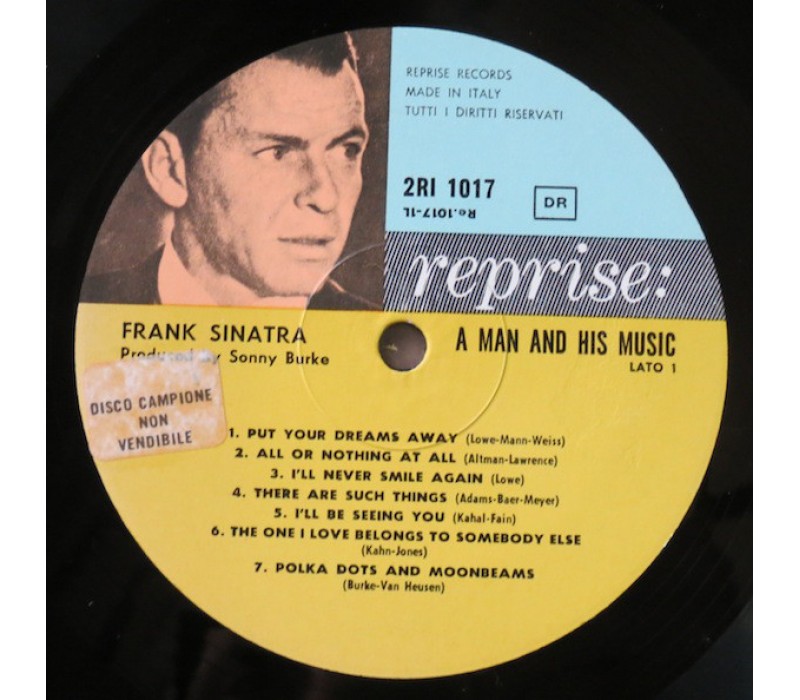 REPRISE RECORDS
MADE IN ITALY
TUTTI I DIRITTI RISERVATI
2RI 1017
DR
Re.1017-1L
reprise:
FRANK SINATRA
Produced By Sonny Burke
A MAN AND HIS MUSIC
LATO 1
DISCO CAMPIONE
NON
VENDIBILE
1. PUT YOUR DREAMS AWAY (Lowe-Mann-Weiss)
2. ALL OR NOTHING AT ALL (Altman-Lawrence)
3. I'LL NEVER SMILE AGAIN (Lowe)
4. THERE ARE SUCH THINGS (Adams-Baer-Meyer)
5. I'LL BE SEEING YOU (Kahal-Fain)
6. THE ONE I LOVE BELONGS TO SOMEBODY ELSE
(Kahn-Jones)
7. POLKA DOTS AND MOONBEAMS
(Burke-Van Heusen)